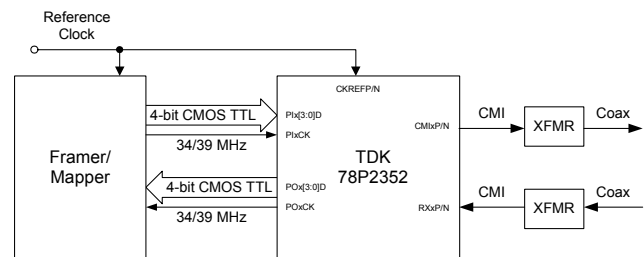 Reference
Clock
CKREFP/N
4-bit CMOS TTL
PIx[3:0]D
34/39 MHz
PIxCK
Framer/
Mapper
TDK
78P2352
4-bit CMOS TTL
POx[3:0]D
34/39 MHz
POxCK
CMIxP/N
CMI
XFMR
Coax
RXxP/N
CMI
XFMR
Coax